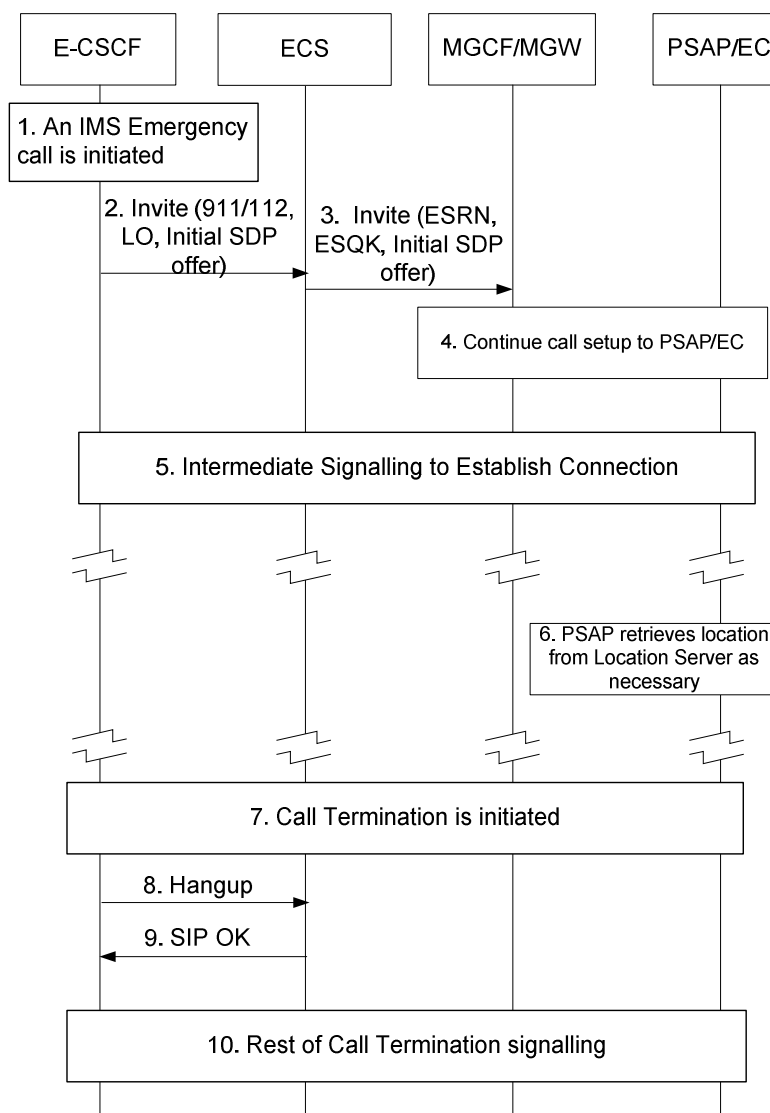 E-CSCF
ECS
MGCF/MGW
PSAP/EC
1. An IMS Emergency
call is initiated
2. Invite (911/112,
LO, Initial SDP
offer)
3. Invite (ESRN,
ESQK, Initial SDP
offer)
4. Continue call setup to PSAP/EC
5. Intermediate Signalling to Establish Connection
6. PSAP retrieves location
from Location Server as
necessary
7. Call Termination is initiated
8. Hangup
9. SIP OK
10. Rest of Call Termination signalling